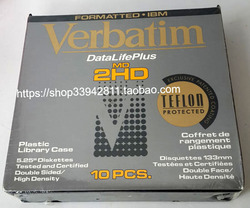 FORMATTED • IBM
Verbatim
DataLifePlus
MD
2HD
https://shop33942811.taobao.com
TEFLON
PROTECTED
Plastic
Library Case
5.25" Diskettes
Tested and Certified
Double Sided/
High Density
Coffret de
rangement
plastique
Disquettes 133mm
Testées et Certifiées
Double Face/
Haute Densité
10 PCS.